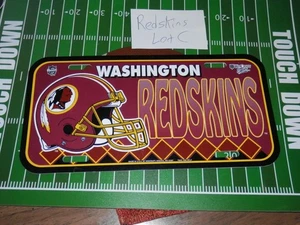 Redskins
Lot C
WASHINGTON
REDSKINS
TOUCH DOWN
TOUCH DOWN